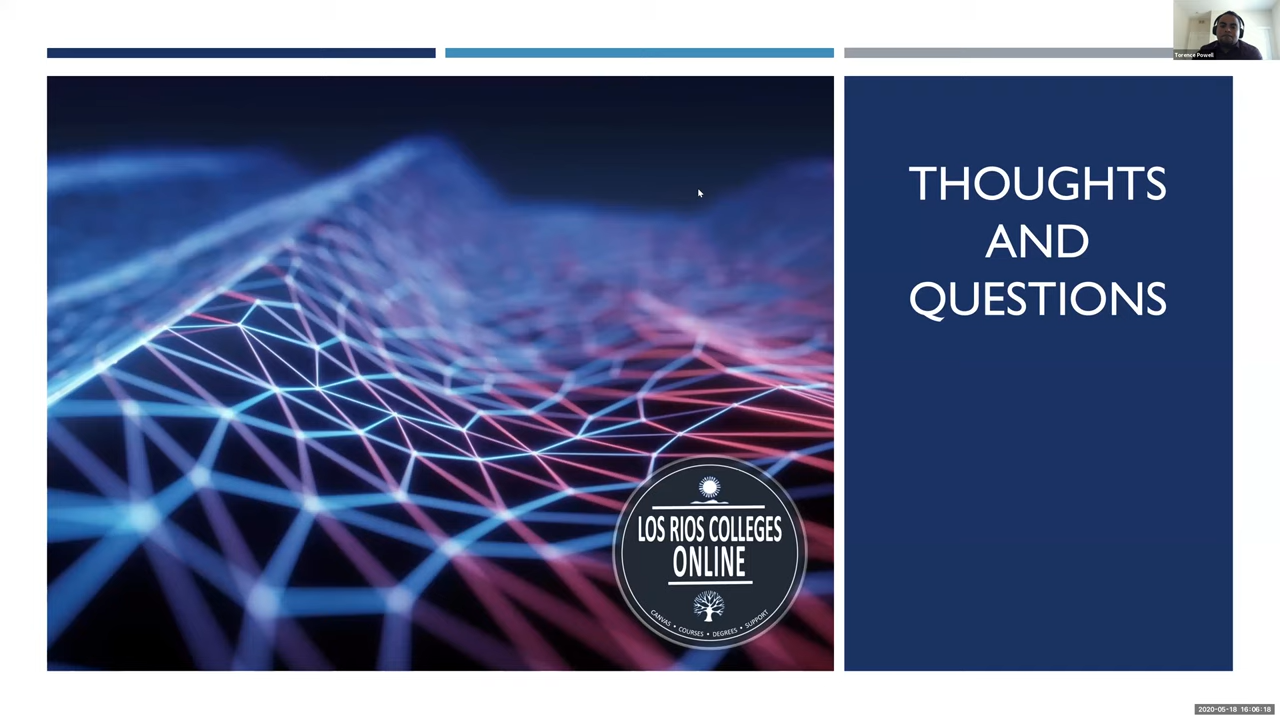 Torence Powell
THOUGHTS
AND
QUESTIONS
LOS RIOS COLLEGES
ONLINE
CANVAS • COURSES • DEGREES • SUPPORT
2020-05-18 16:06:18